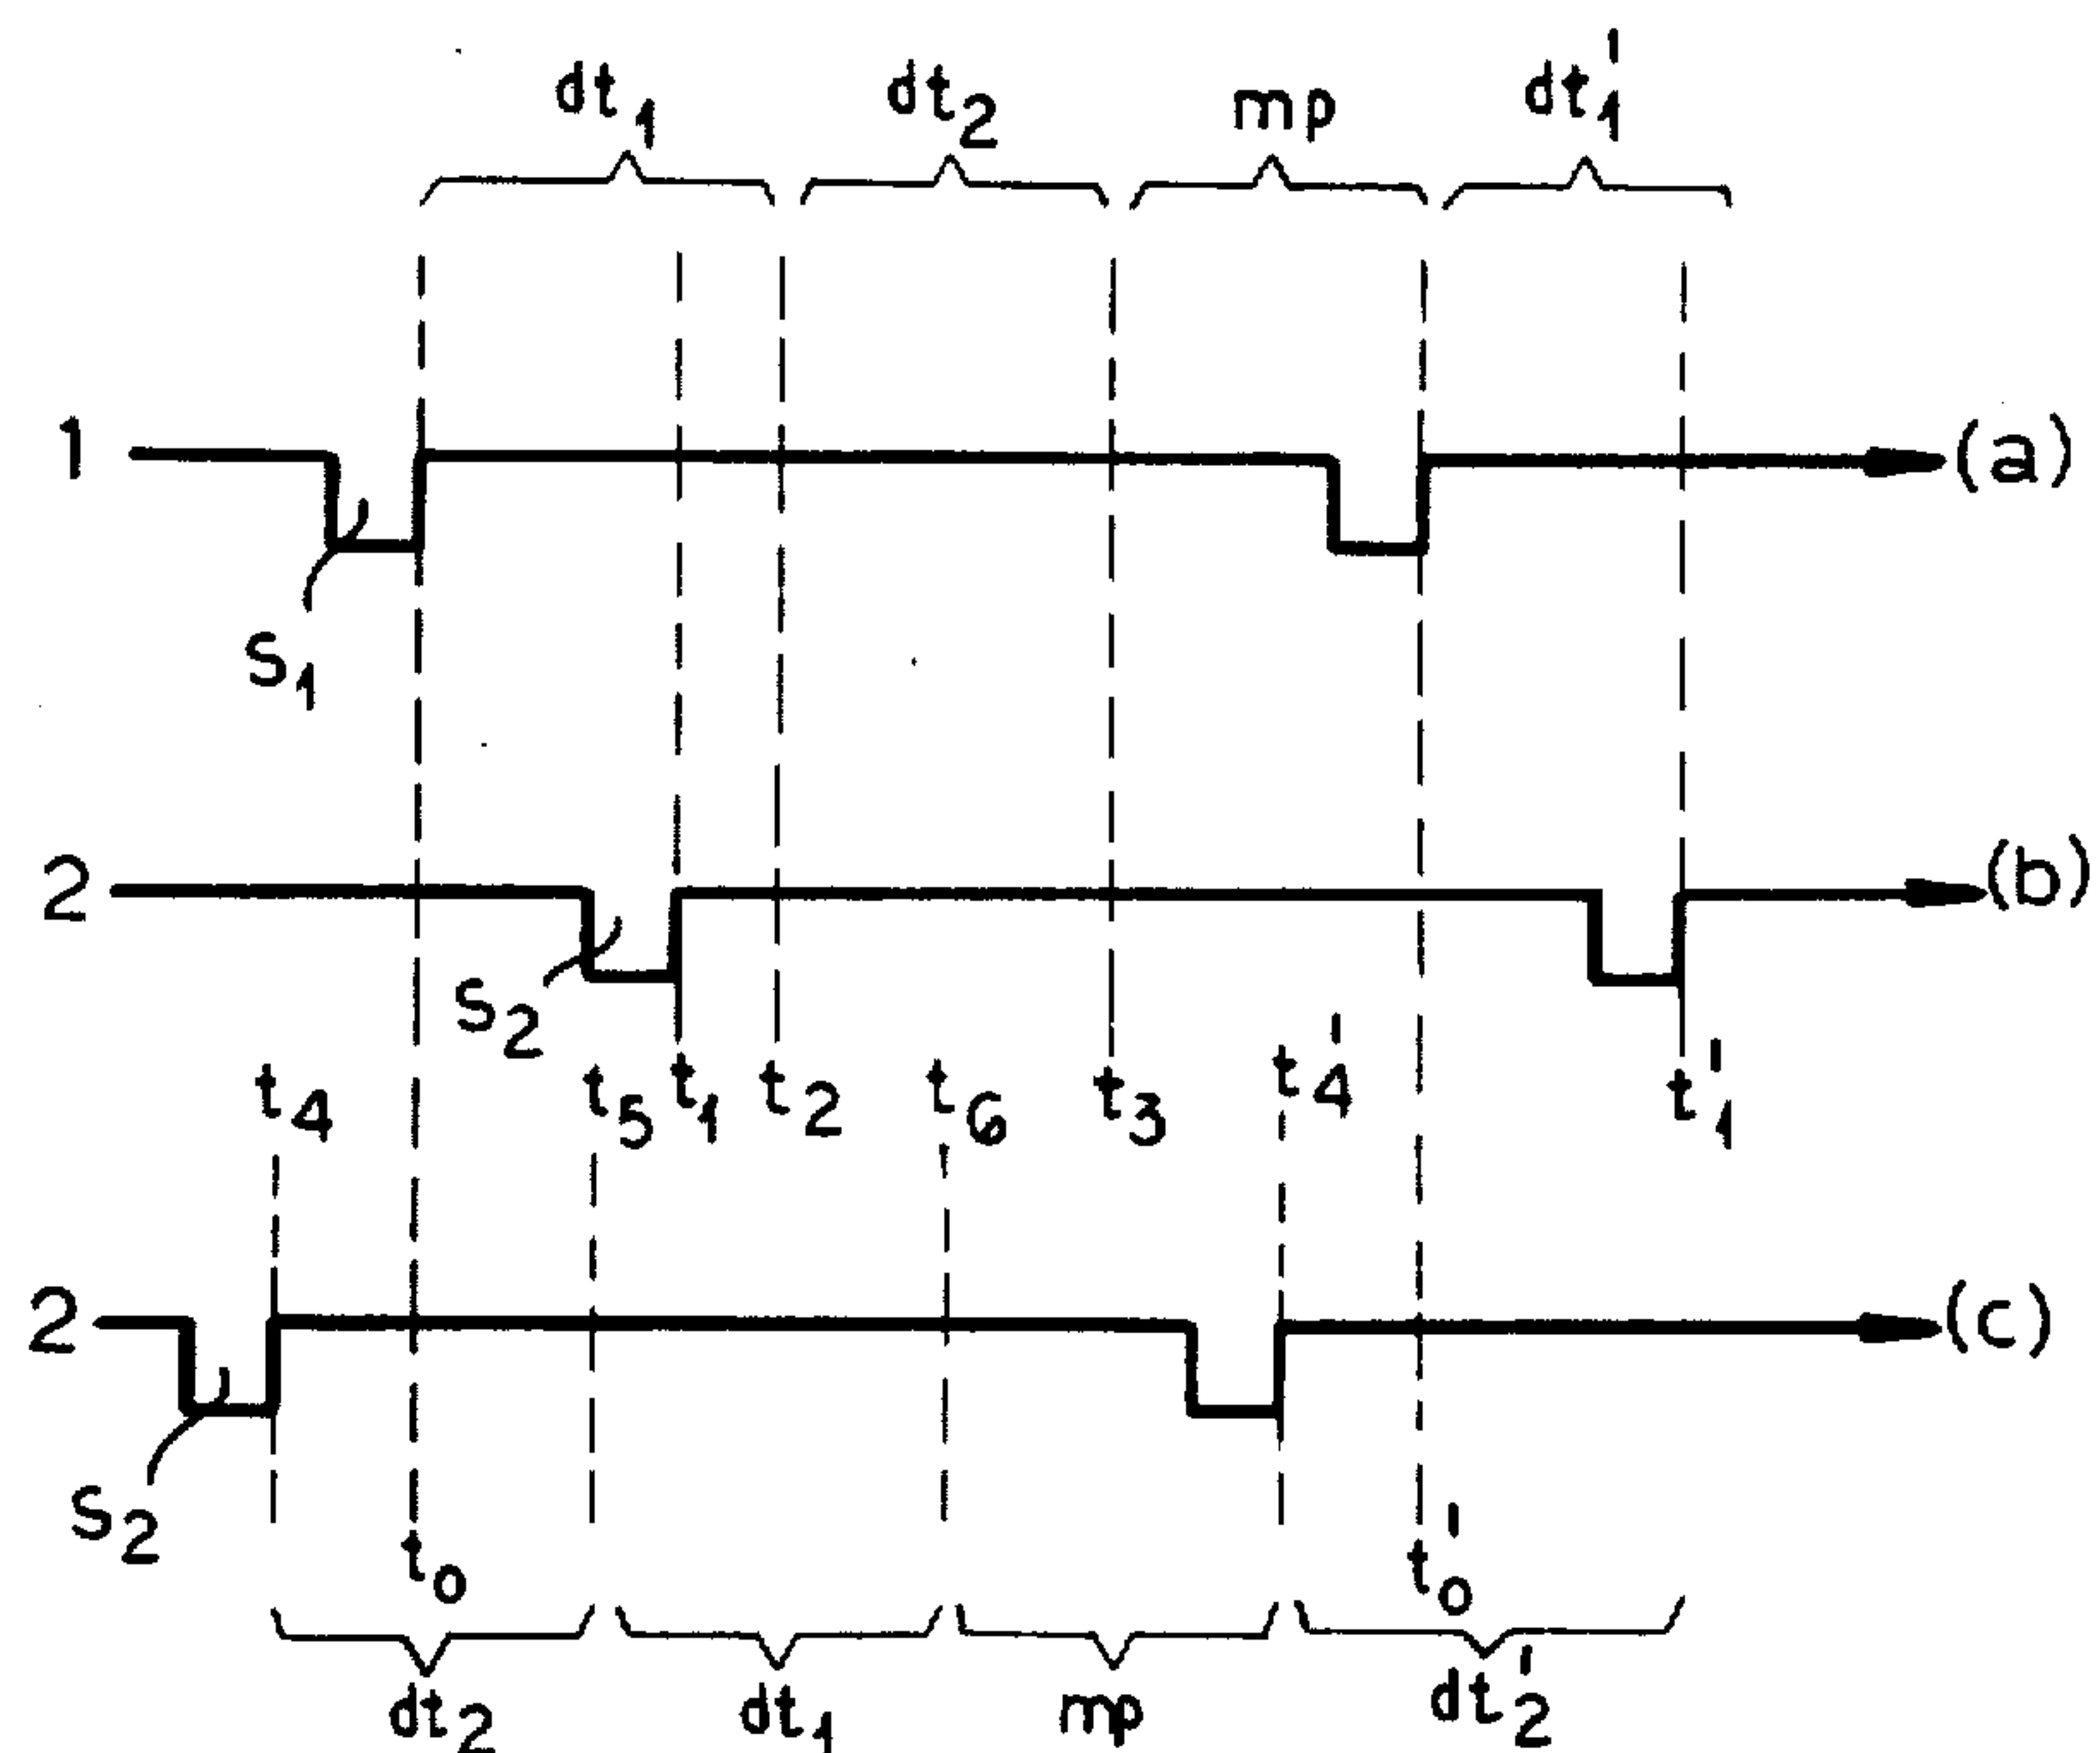 dt1 dt2 mp dt'1
1 (a)
S1
2 (b)
S2
t4 t5 t1 t2 t6 t3 t'4 t'1
2 (c)
S2
t0 t'0
dt2 dt1 mp dt'2